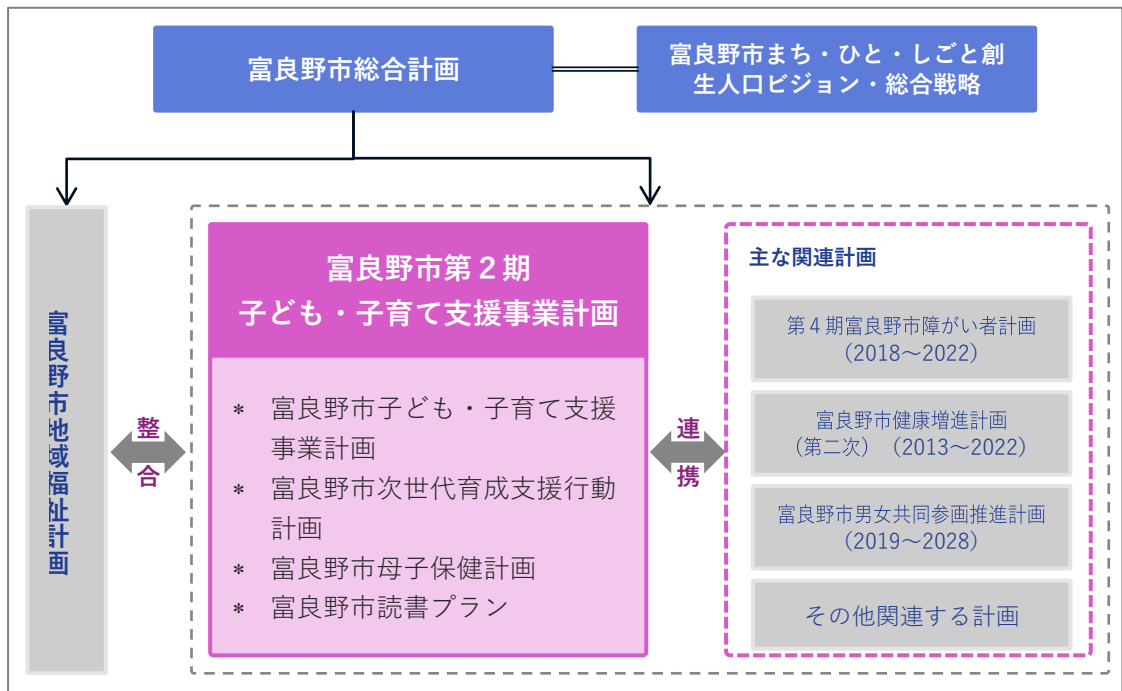 富良野市総合計画
富良野市まち・ひと・しごと創
生人口ビジョン・総合戦略
富良野市地域福祉計画
整
合
富良野市第２期
子ども・子育て支援事業計画
* 富良野市子ども・子育て支援
事業計画
* 富良野市次世代育成支援行動
計画
* 富良野市母子保健計画
* 富良野市読書プラン
連
携
主な関連計画
第４期富良野市障がい者計画
（2018～2022）
富良野市健康増進計画
(第二次）（2013～2022）
富良野市男女共同参画推進計画
（2019～2028）
その他関連する計画